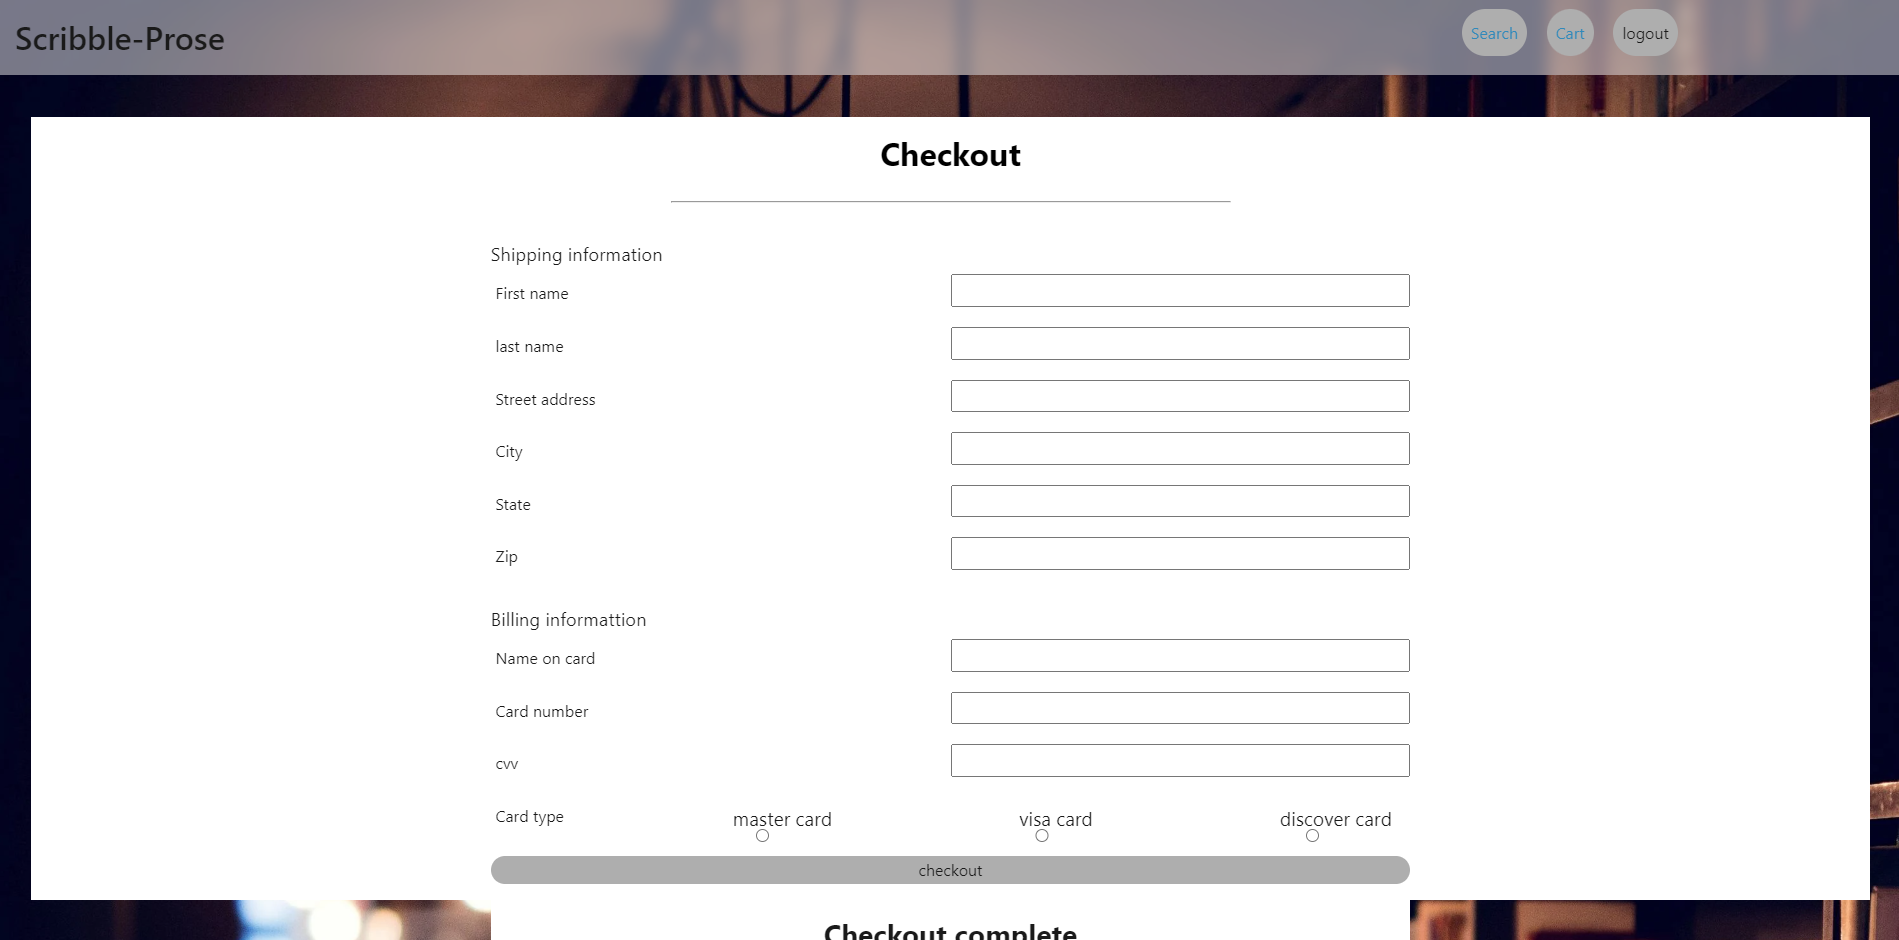 Scribble-Prose
Search Cart logout
Checkout
Shipping information
First name
last name
Street address
City
State
Zip
Billing informattion
Name on card
Card number
cvv
Card type master card visa card discover card
checkout
Checkout complete